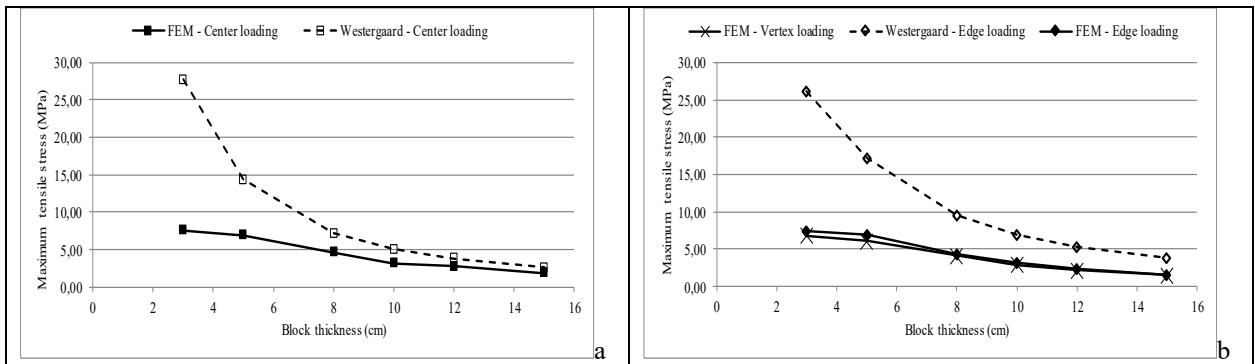 FEM - Center loading Westergaard - Center loading
30,00
25,00
20,00
15,00
10,00
5,00
0,00
Maximum tensile stress (MPa)
0 2 4 6 8 10 12 14 16
Block thickness (cm)
a
FEM - Vertex loading Westergaard - Edge loading FEM - Edge loading
30,00
25,00
20,00
15,00
10,00
5,00
0,00
Maximum tensile stress (MPa)
0 2 4 6 8 10 12 14 16
Block thickness (cm)
b